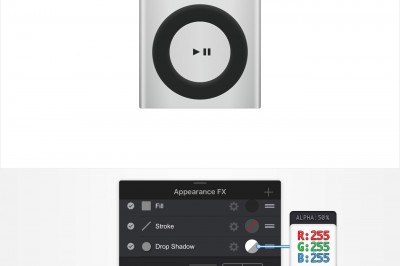 Appearance FX
Fill
Stroke
Drop Shadow
ALPHA:50%
R:255
G:255
B:255